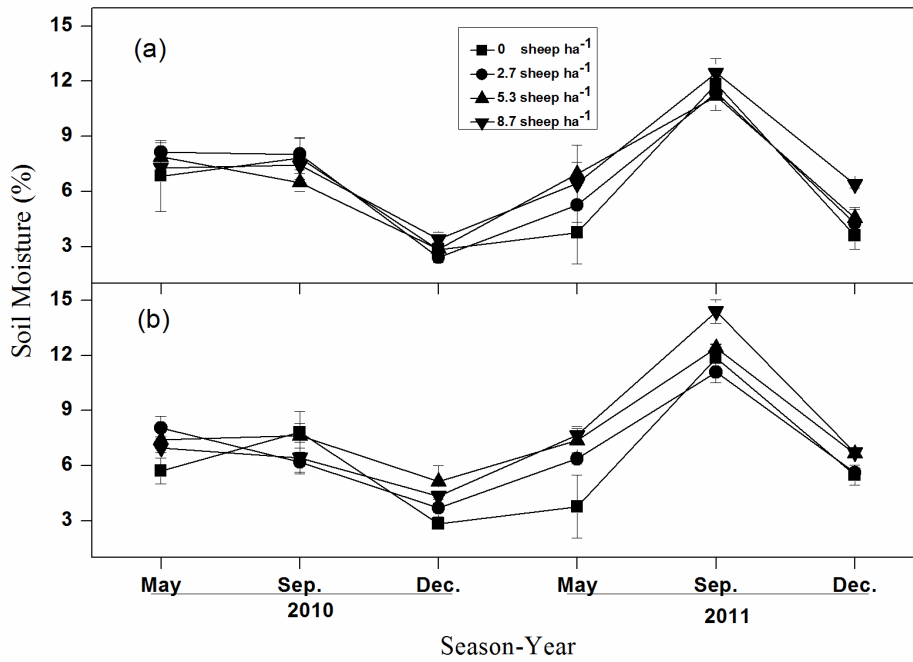 15
12
9
6
3
(a)
0 sheep ha-1
2.7 sheep ha-1
5.3 sheep ha-1
8.7 sheep ha-1
Soil Moisture (%)
15
12
9
6
3
(b)
May Sep. Dec. May Sep. Dec.
2010 2011
Season-Year